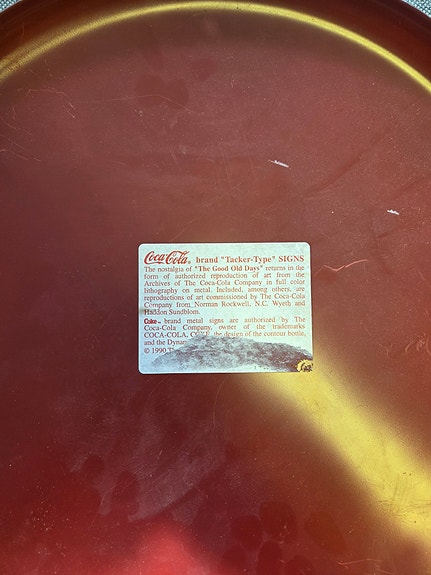 Coca-Cola® brand "Tacker-Type" SIGNS
The nostalgia of "The Good Old Days" returns in the
form of authorized reproduction of art from the
Archives of The Coca-Cola Company in full color
lithography on metal. Included, among others, are
reproductions of art commissioned by The Coca-Cola
Company from Norman Rockwell, N.C. Wyeth and
Haddon Sundblom.
Coke™ brand metal signs are authorized by The
Coca-Cola Company, owner of the trademarks
COCA-COLA, the design of the contour bottle,
and the
© 1990